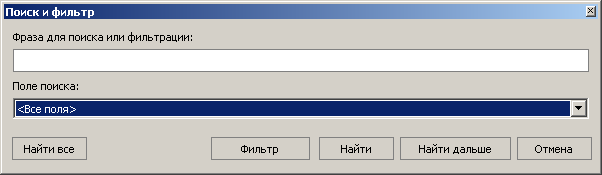 Поиск и фильтр
Фраза для поиска или фильтрации:
Поле поиска:
<Все поля>
Найти все Фильтр Найти Найти дальше Отмена